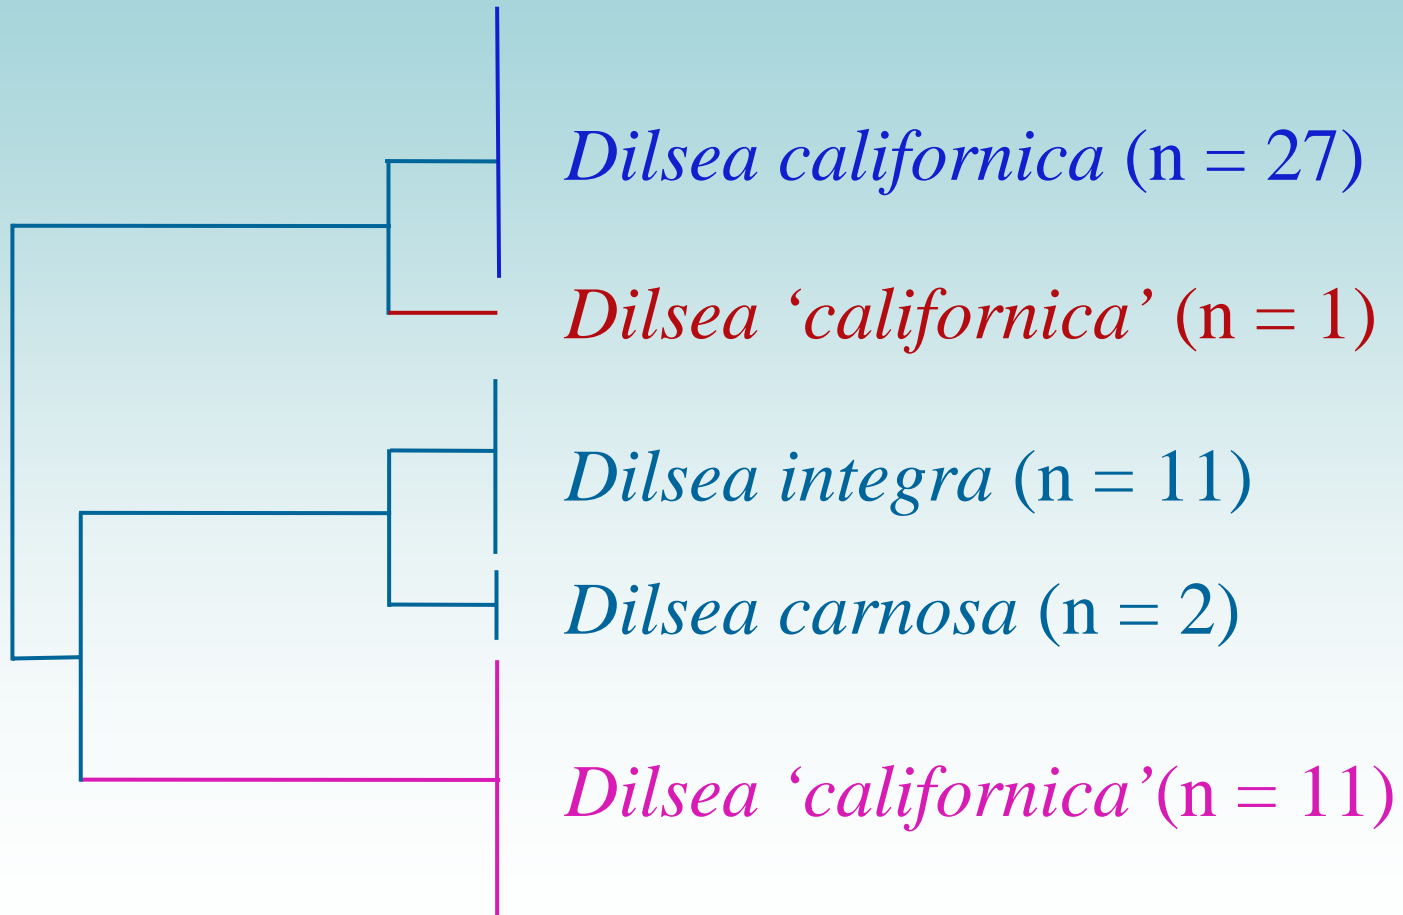 Dilsea californica (n = 27)
Dilsea ‘californica’ (n = 1)
Dilsea integra (n = 11)
Dilsea carnosa (n = 2)
Dilsea ‘californica’(n = 11)